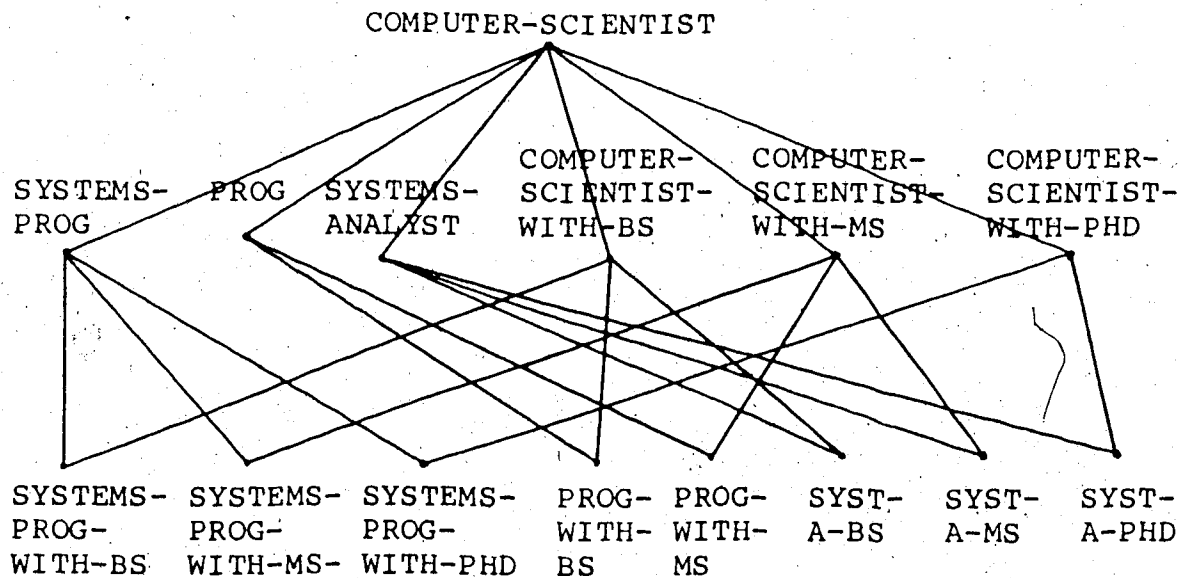 COMPUTER-SCIENTIST
SYSTEMS-
PROG
PROG
SYSTEMS-
ANALYST
COMPUTER-
SCIENTIST-
WITH-BS
COMPUTER-
SCIENTIST-
WITH-MS
COMPUTER-
SCIENTIST-
WITH-PHD
SYSTEMS-
PROG-
WITH-BS
SYSTEMS-
PROG-
WITH-MS-
SYSTEMS-
PROG-
WITH-PHD
PROG-
WITH-
BS
PROG-
WITH-
MS
SYST-
A-BS
SYST-
A-MS
SYST-
A-PHD